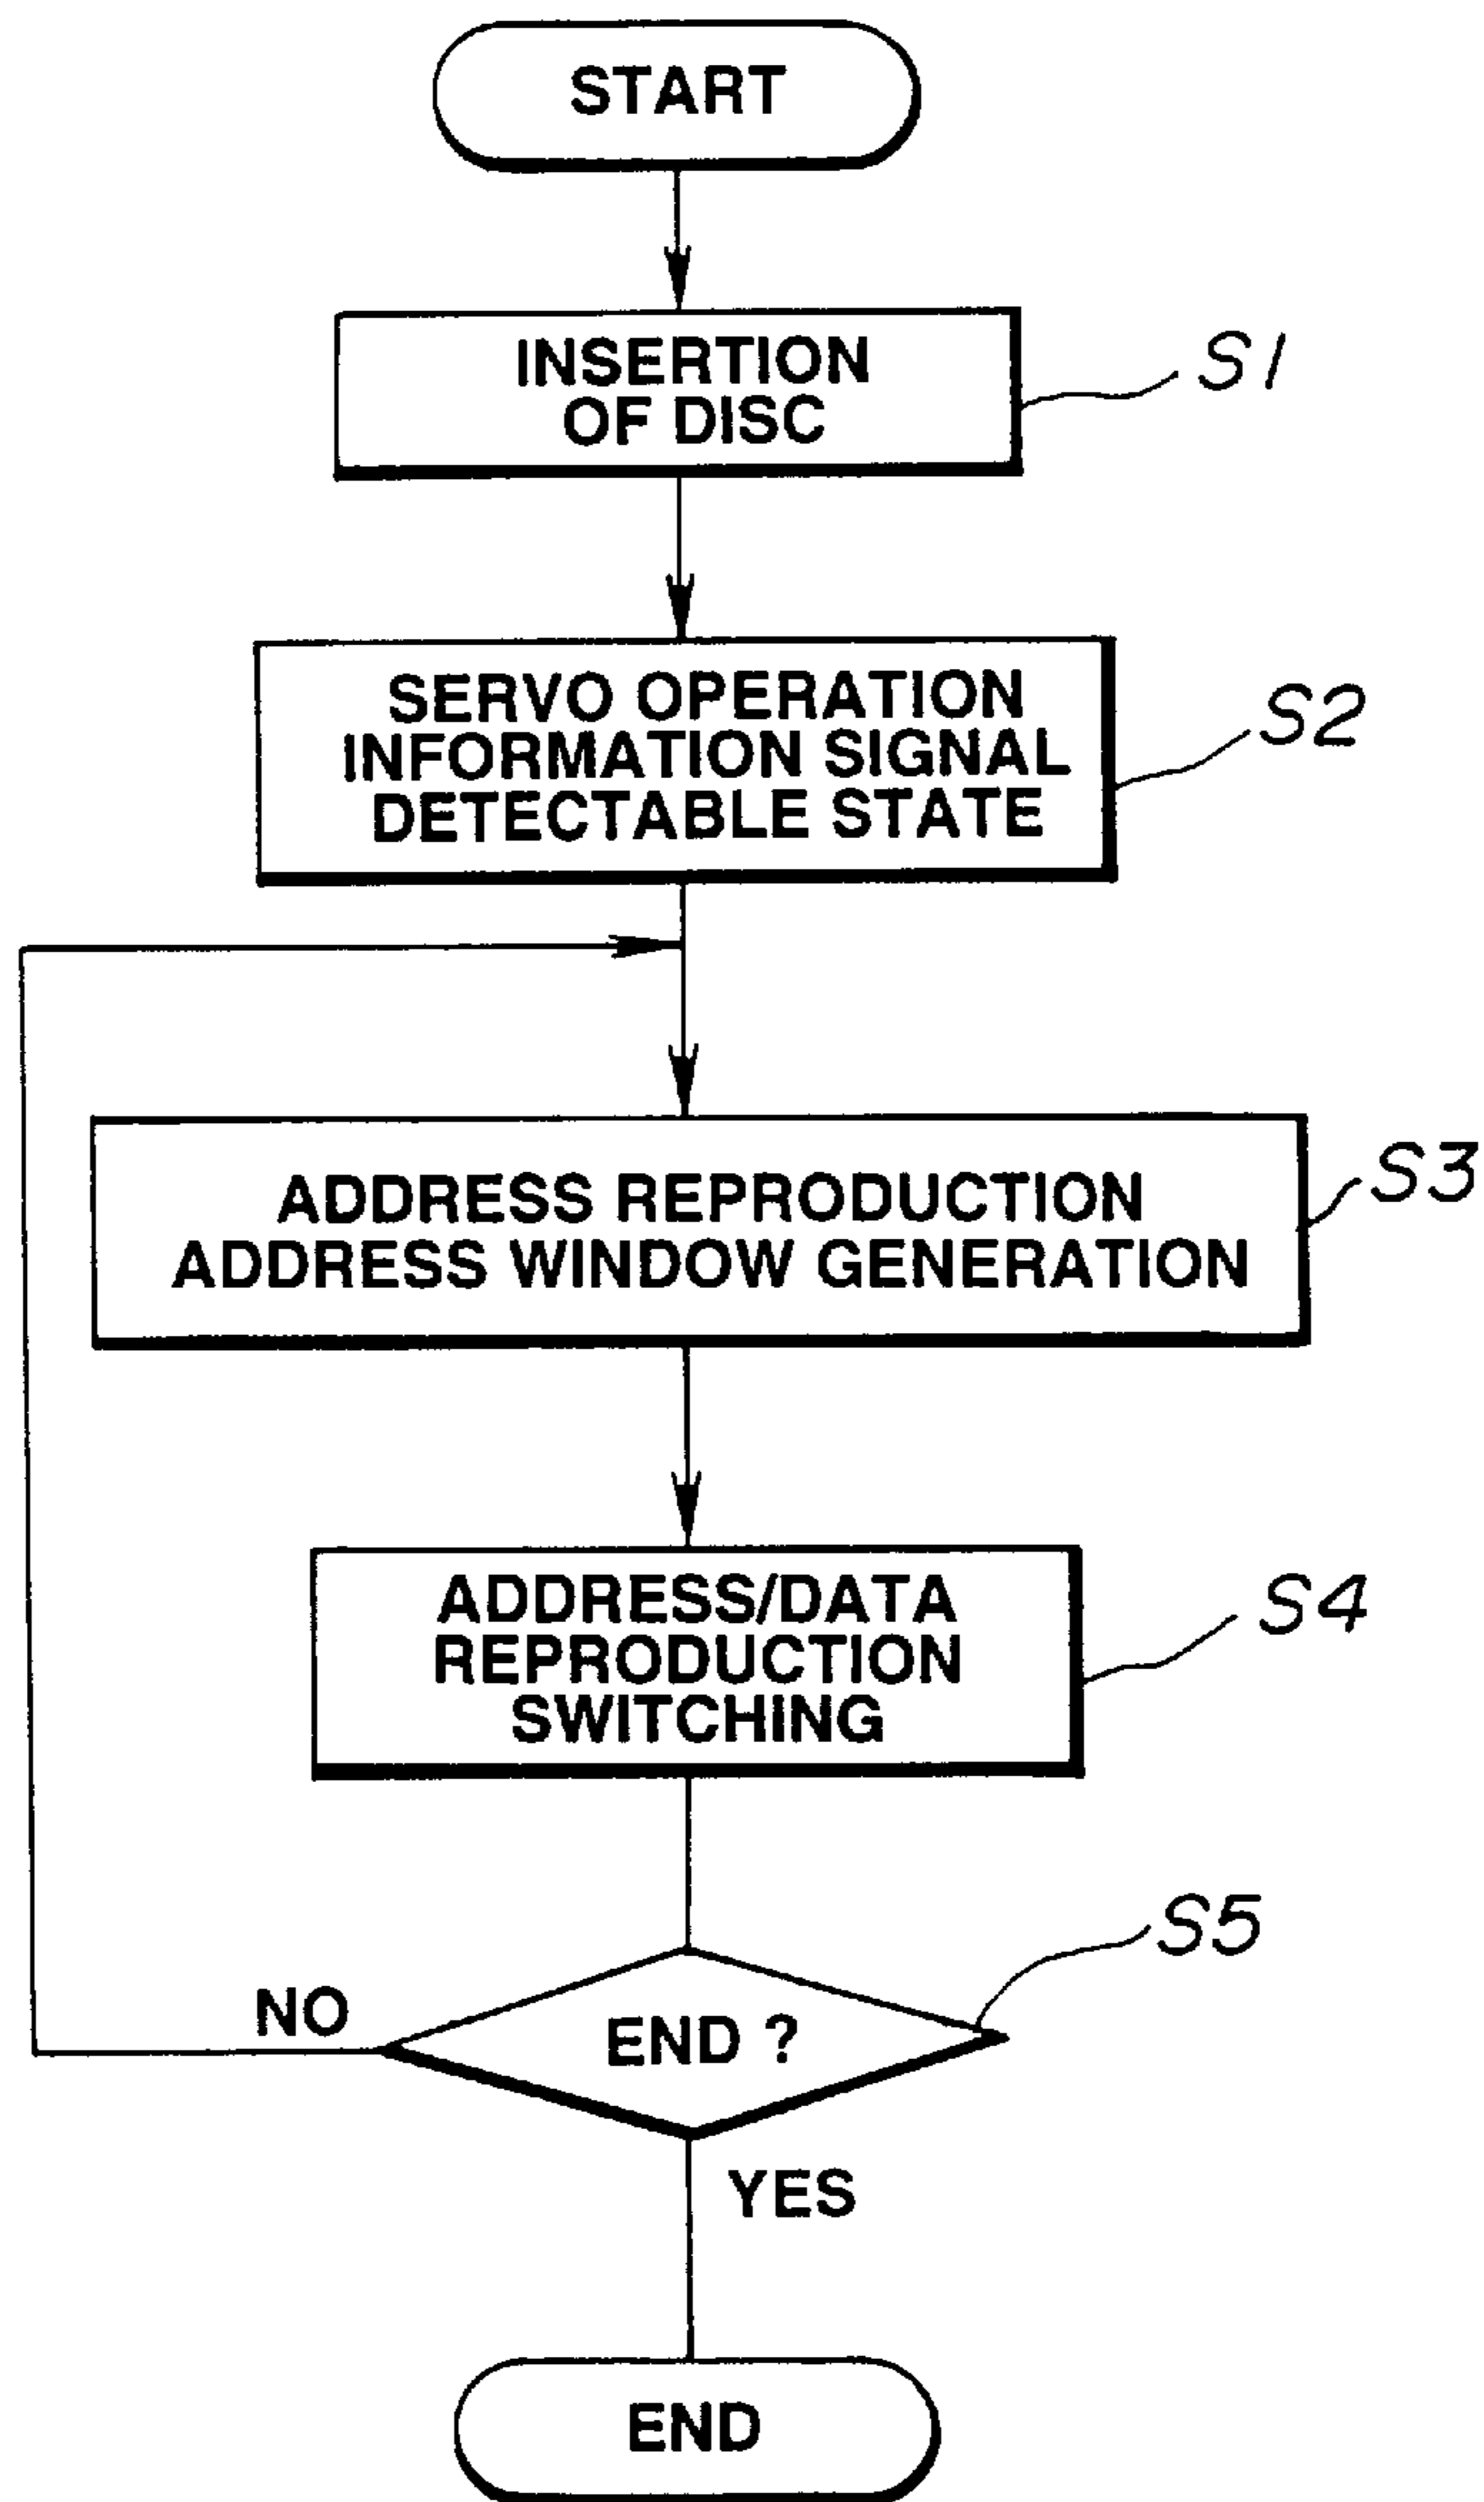 START
INSERTION
OF DISC
S1
SERVO OPERATION
INFORMATION SIGNAL
DETECTABLE STATE
S2
ADDRESS REPRODUCTION
ADDRESS WINDOW GENERATION
S3
ADDRESS/DATA
REPRODUCTION
SWITCHING
S4
S5
NO
END ?
YES
END